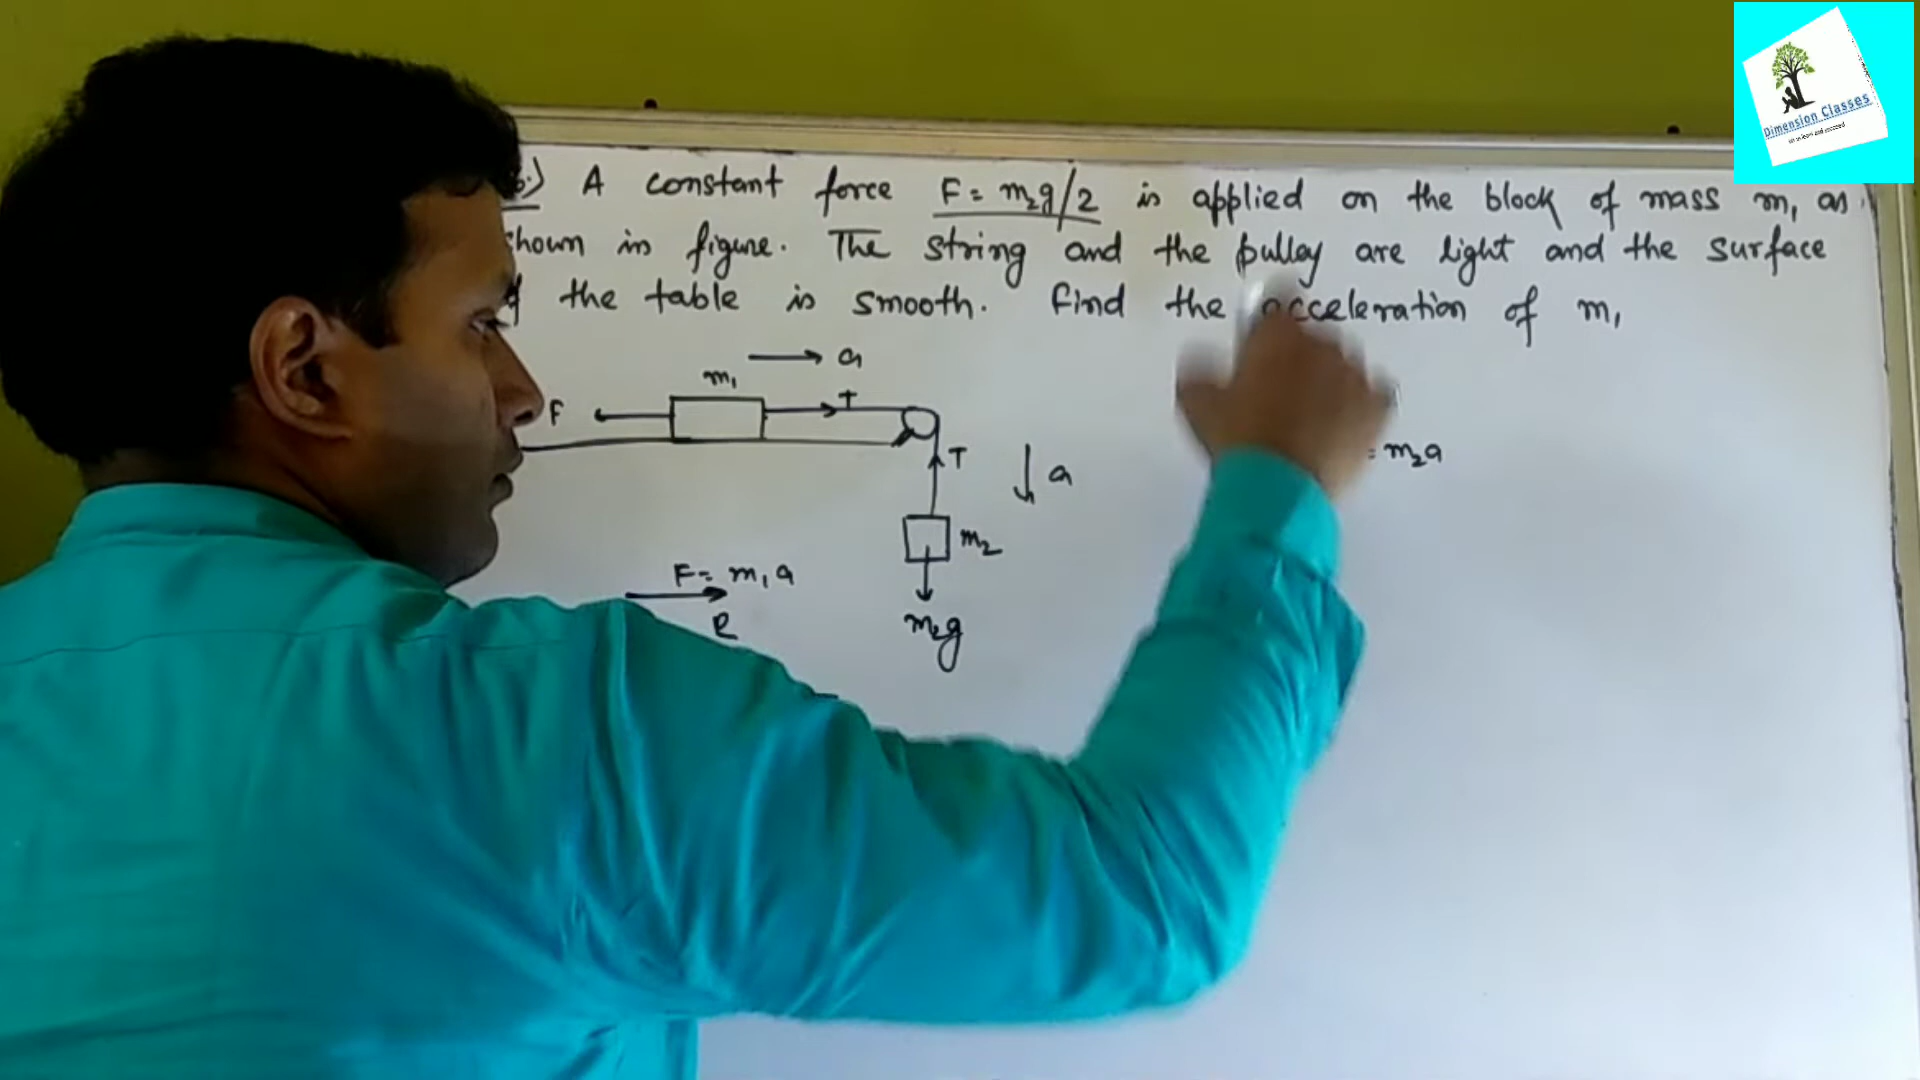 A constant force F = m₂g/2 is applied on the block of mass m₁ as
shown in figure. The string and the pulley are light and the surface
the table is smooth. Find the acceleration of m₁
→ a
m₁
F
T
T
a
= m₂a
m₂
F = m₁a
R
m₂g
Dimension Classes